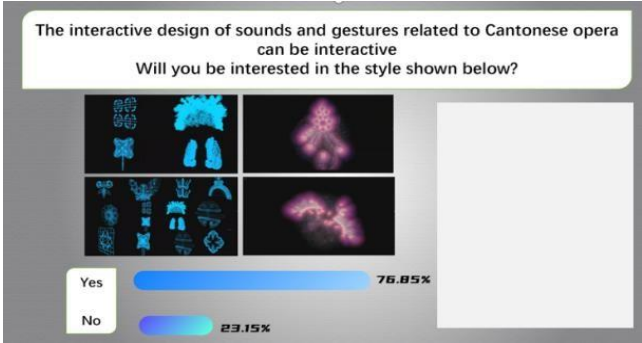 The interactive design of sounds and gestures related to Cantonese opera
can be interactive
Will you be interested in the style shown below?
Yes
76.85%
No
23.15%